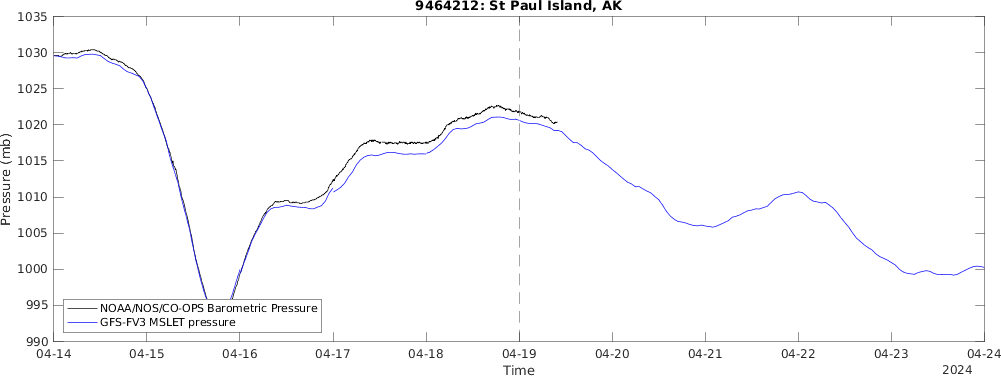 9464212: St Paul Island, AK
1035
1030
1025
1020
1015
1010
1005
1000
995
990
Pressure (mb)
NOAA/NOS/CO-OPS Barometric Pressure
GFS-FV3 MSLET pressure
04-14 04-15 04-16 04-17 04-18 04-19 04-20 04-21 04-22 04-23 04-24
Time
2024